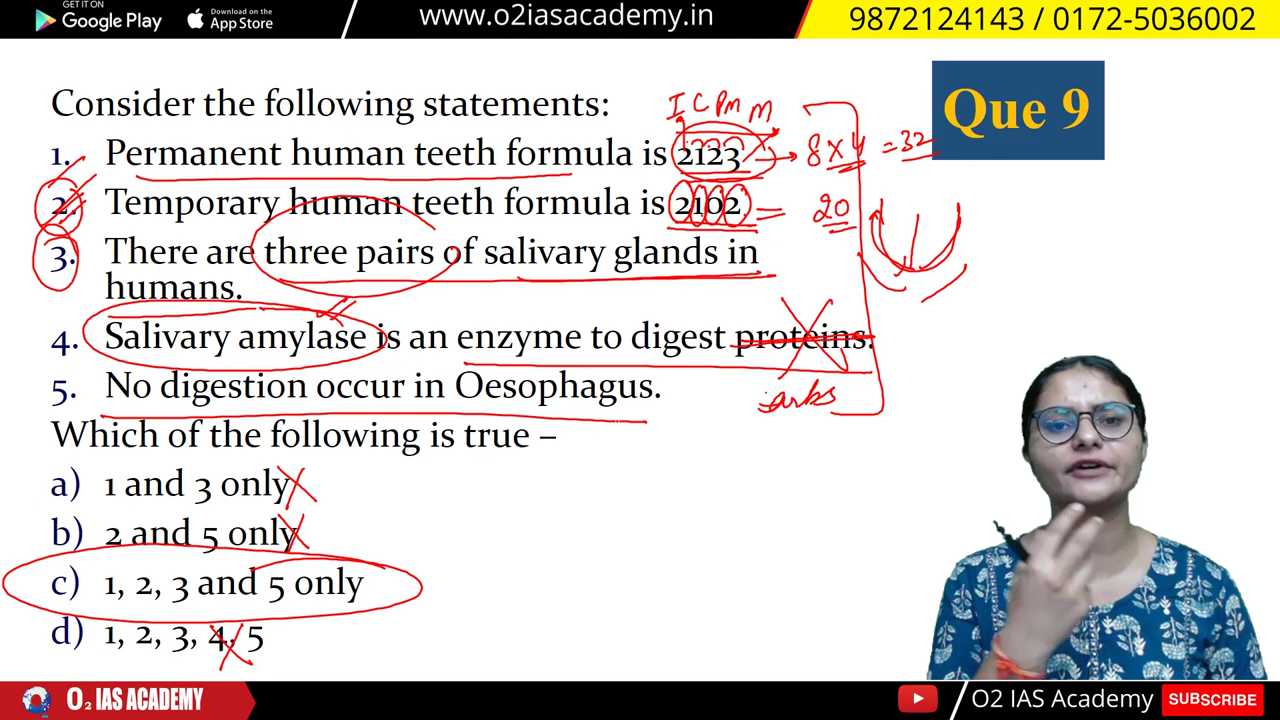 GET IT ON
Google Play
Download on the
App Store
www.o2iasacademy.in
9872124143 / 0172-5036002
Que 9
Consider the following statements:
I C PM M
1. Permanent human teeth formula is 2123 → 8 x 4 = 32
2. Temporary human teeth formula is 2102. = 20
3. There are three pairs of salivary glands in
humans.
4. Salivary amylase is an enzyme to digest proteins.
carbs
5. No digestion occur in Oesophagus.
Which of the following is true –
a) 1 and 3 only
b) 2 and 5 only
c) 1, 2, 3 and 5 only
d) 1, 2, 3, 4, 5
O2 IAS ACADEMY
O2 IAS Academy
SUBSCRIBE